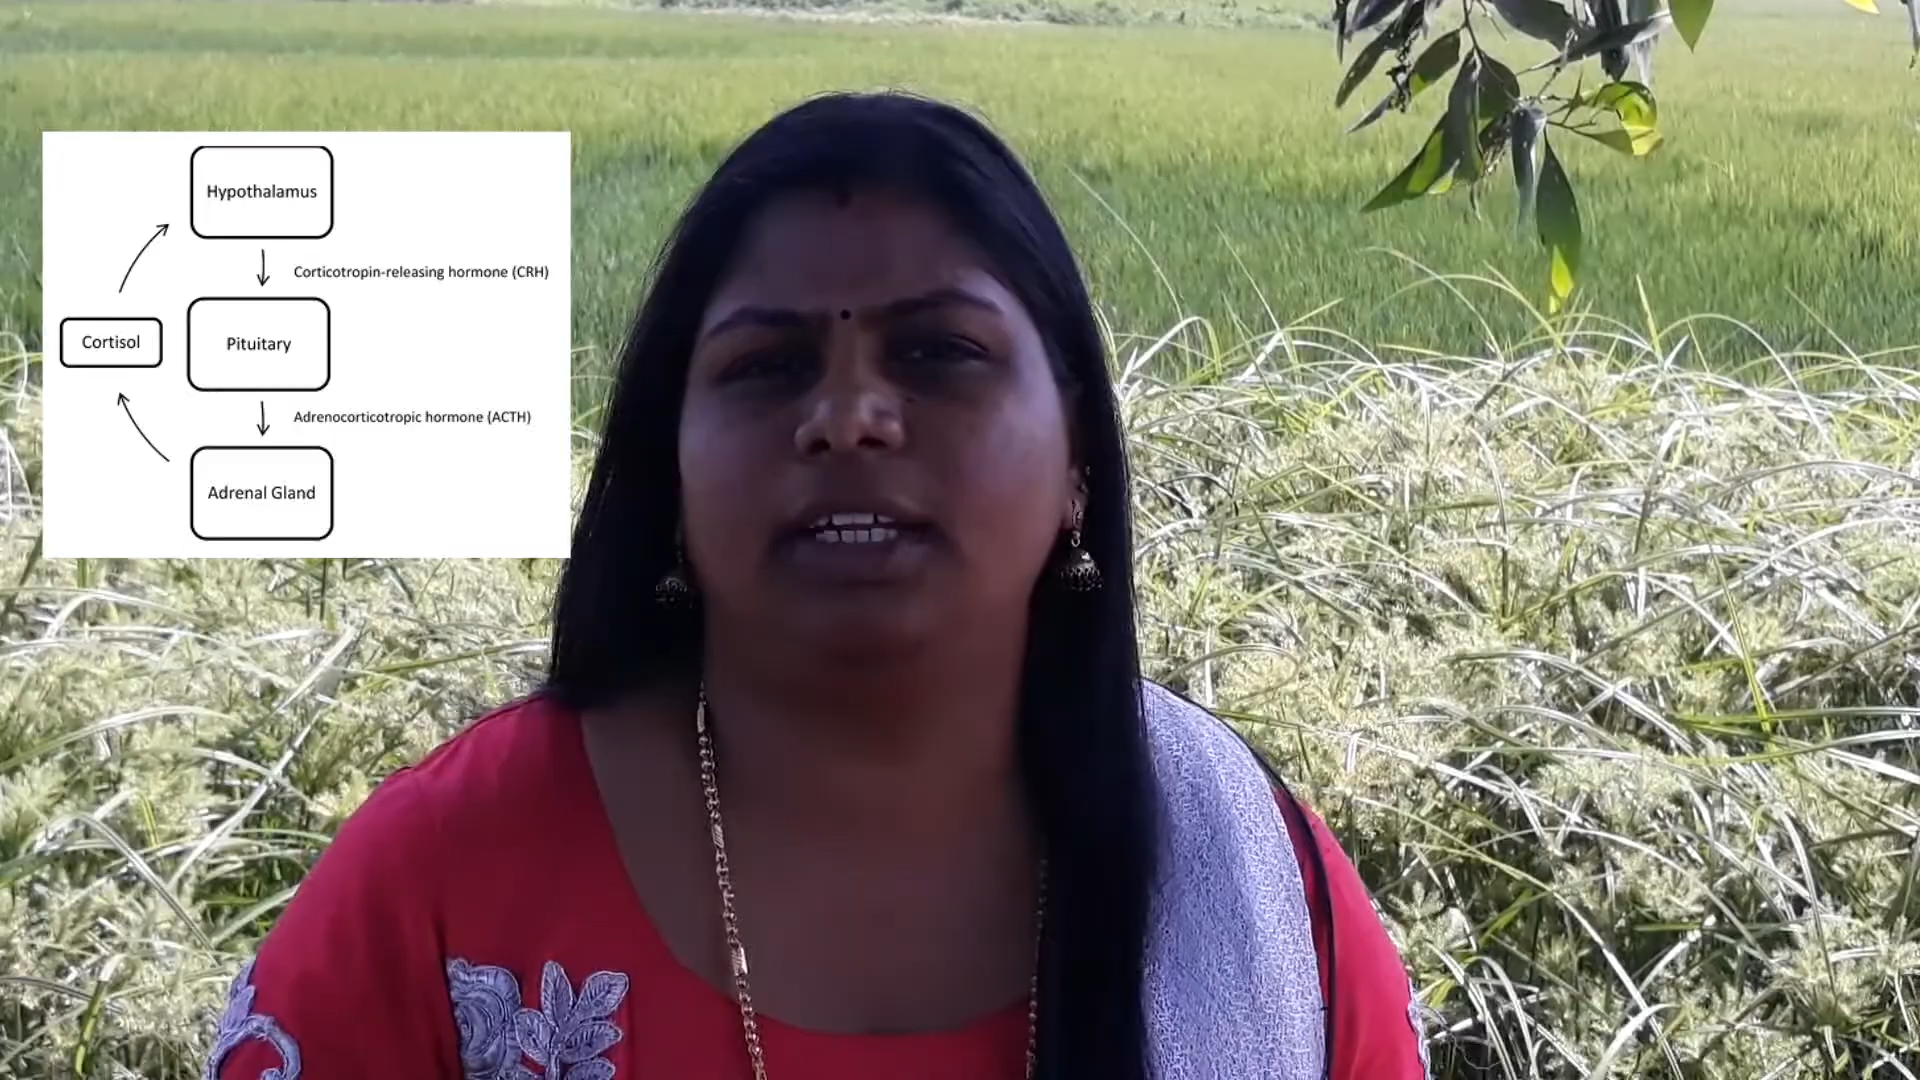 Hypothalamus
Corticotropin-releasing hormone (CRH)
Cortisol
Pituitary
Adrenocorticotropic hormone (ACTH)
Adrenal Gland